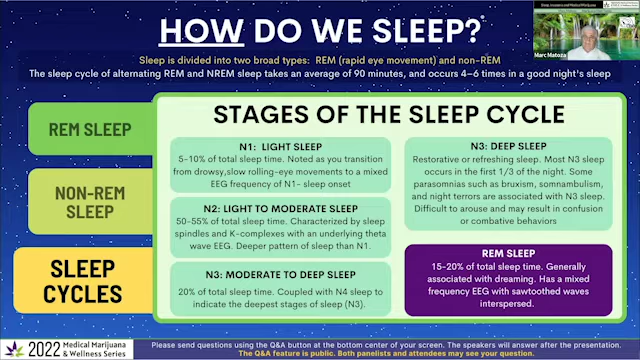 HOW DO WE SLEEP?
Sleep is divided into two broad types: REM (rapid eye movement) and non-REM
The sleep cycle of alternating REM and NREM sleep takes an average of 90 minutes, and occurs 4–6 times in a good night's sleep
Marc Matoza
REM SLEEP
NON-REM
SLEEP
SLEEP
CYCLES
STAGES OF THE SLEEP CYCLE
N1: LIGHT SLEEP
5-10% of total sleep time. Noted as you transition
from drowsy,slow rolling-eye movements to a mixed
EEG frequency of N1- sleep onset
N2: LIGHT TO MODERATE SLEEP
50-55% of total sleep time. Characterized by sleep
spindles and K-complexes with an underlying theta
wave EEG. Deeper pattern of sleep than N1.
N3: MODERATE TO DEEP SLEEP
20% of total sleep time. Coupled with N4 sleep to
indicate the deepest stages of sleep (N3).
N3: DEEP SLEEP
Restorative or refreshing sleep. Most N3 sleep
occurs in the first 1/3 of the night. Some
parasomnias such as bruxism, somnambulism,
and night terrors are associated with N3 sleep.
Difficult to arouse and may result in confusion
or combative behaviors
REM SLEEP
15-20% of total sleep time. Generally
associated with dreaming. Has a mixed
frequency EEG with sawtoothed waves
interspersed.
2022 Medical Marijuana
& Wellness Series
Please send questions using the Q&A button at the bottom center of your screen. The speakers will answer after the presentation.
The Q&A feature is public. Both panelists and attendees may see your question.